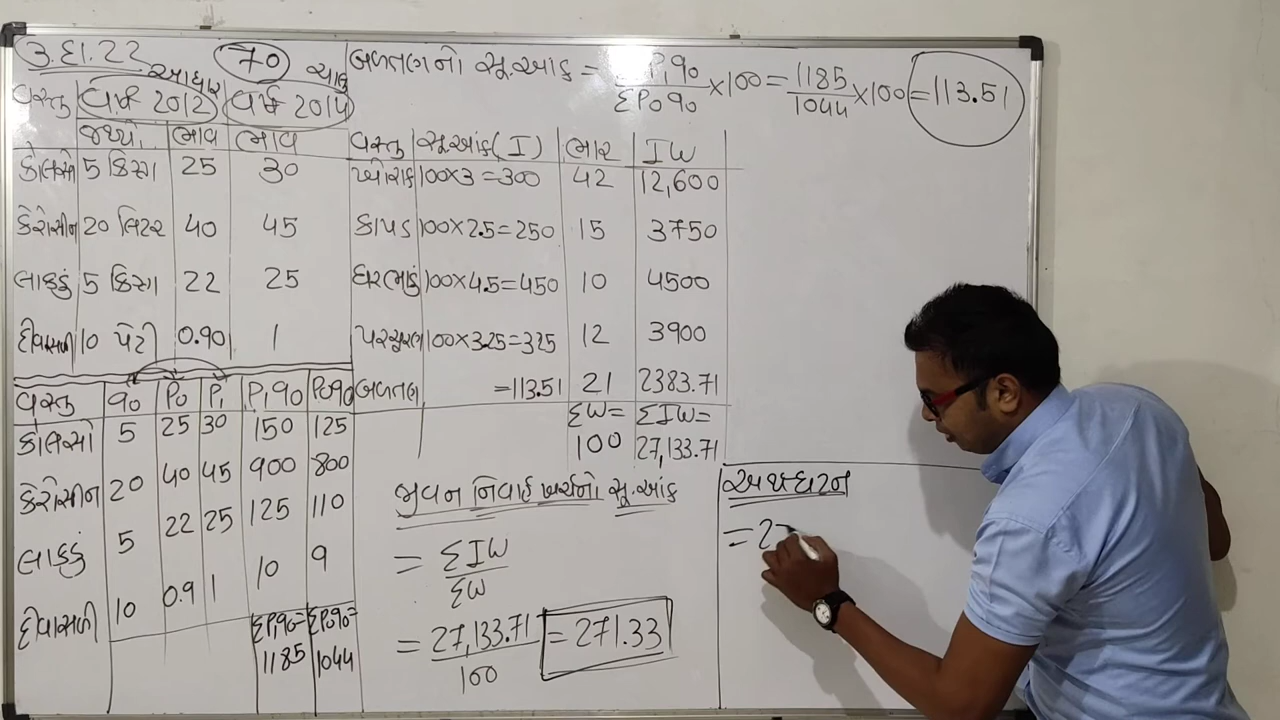 ઉ.દા.22 70
આધાર ચાલુ
વસ્તુ વર્ષ 2012 વર્ષ 2014
જથ્થો ભાવ ભાવ
કોલસો 5 કિગ્રા 25 30
કેરોસીન 20 લિટર 40 45
લાકડું 5 કિગ્રા 22 25
દીવાસળી 10 પેટી 0.90 1
વસ્તુ q0 P0 P1 P1q0 P0q0
કોલસો 5 25 30 150 125
કેરોસીન 20 40 45 900 800
લાકડું 5 22 25 125 110
દીવાસળી 10 0.9 1 10 9
ΣP1q0= ΣP0q0=
1185 1044
બળતણનો સૂ.આંક = ΣP1q0/ΣP0q0 ×100 = 1185/1044 ×100 =113.51
વસ્તુ સૂ.આંક(I) ભાર IW
ખોરાક 100×3=300 42 12,600
કાપડ 100×2.5=250 15 3750
ઘરભાડું 100×4.5=450 10 4500
પરચુરણ 100×3.25=325 12 3900
બળતણ =113.51 21 2383.71
ΣW= ΣIW=
100 27,133.71
જીવન નિર્વાહ ખર્ચનો સૂ.આંક
= ΣIW/ΣW
= 27,133.71/100 = 271.33
અર્થઘટન
= 27